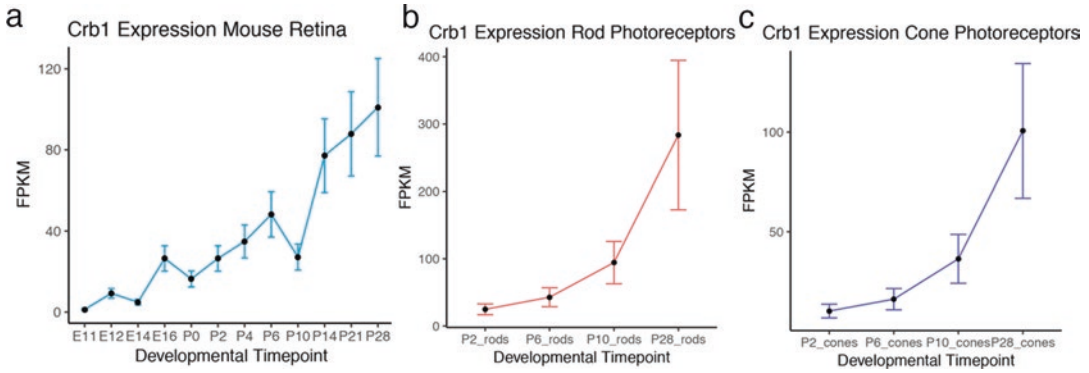 a
Crb1 Expression Mouse Retina
FPKM
120
80
40
0
E11 E12 E14 E16 P0 P2 P4 P6 P10 P14 P21 P28
Developmental Timepoint
b
Crb1 Expression Rod Photoreceptors
FPKM
400
300
200
100
0
P2_rods P6_rods P10_rods P28_rods
Developmental Timepoint
c
Crb1 Expression Cone Photoreceptors
FPKM
100
50
P2_cones P6_cones P10_cones P28_cones
Developmental Timepoint